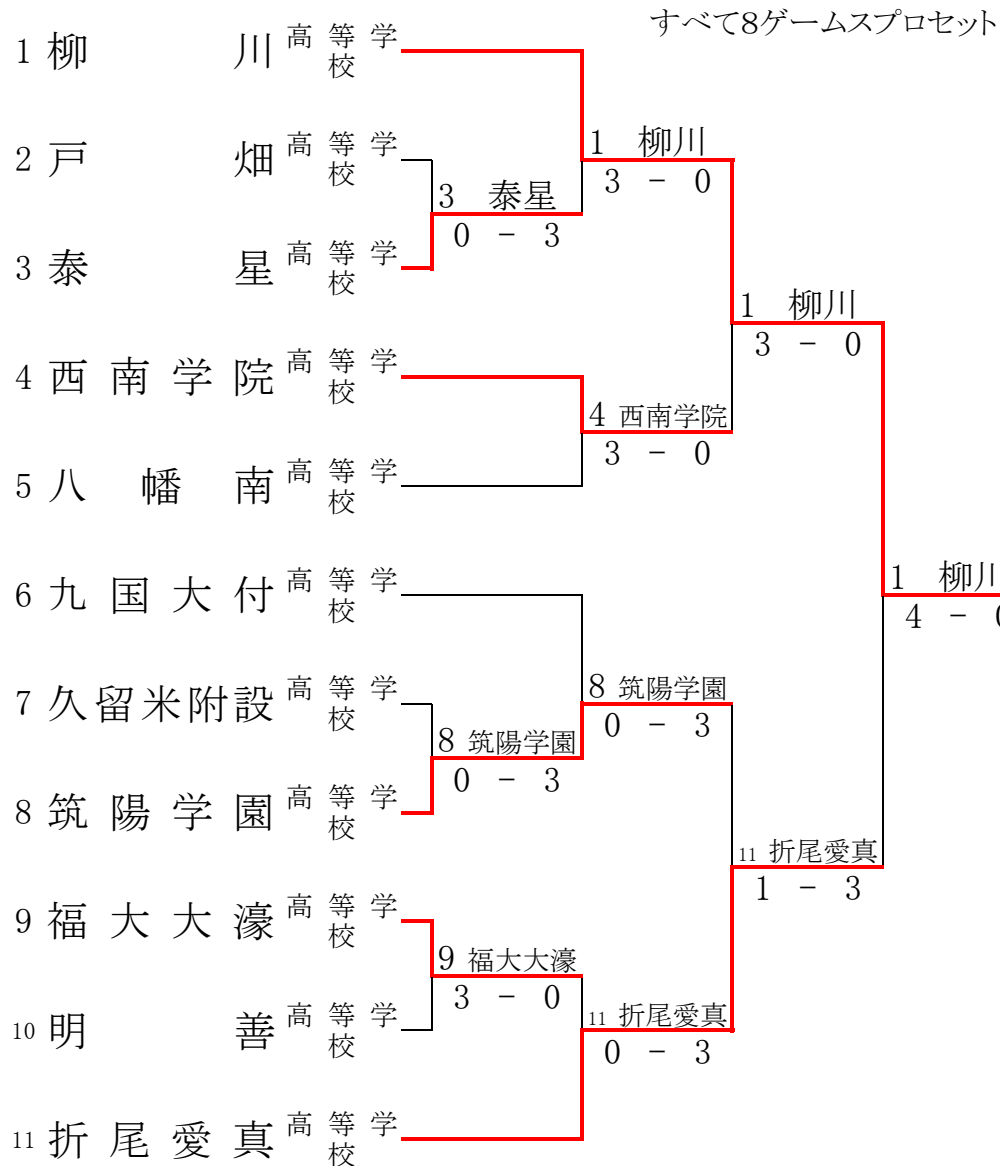 すべて8ゲームスプロセット
1 柳川 高等学校
2 戸畑 高等学校
3 泰星 高等学校
4 西南学院 高等学校
5 八幡南 高等学校
6 九国大付 高等学校
7 久留米附設 高等学校
8 筑陽学園 高等学校
9 福大大濠 高等学校
10 明善 高等学校
11 折尾愛真 高等学校
3 泰星
0 - 3
8 筑陽学園
0 - 3
9 福大大濠
3 - 0
1 柳川
3 - 0
4 西南学院
3 - 0
8 筑陽学園
0 - 3
11 折尾愛真
0 - 3
1 柳川
3 - 0
11 折尾愛真
1 - 3
1 柳川
4 - 0